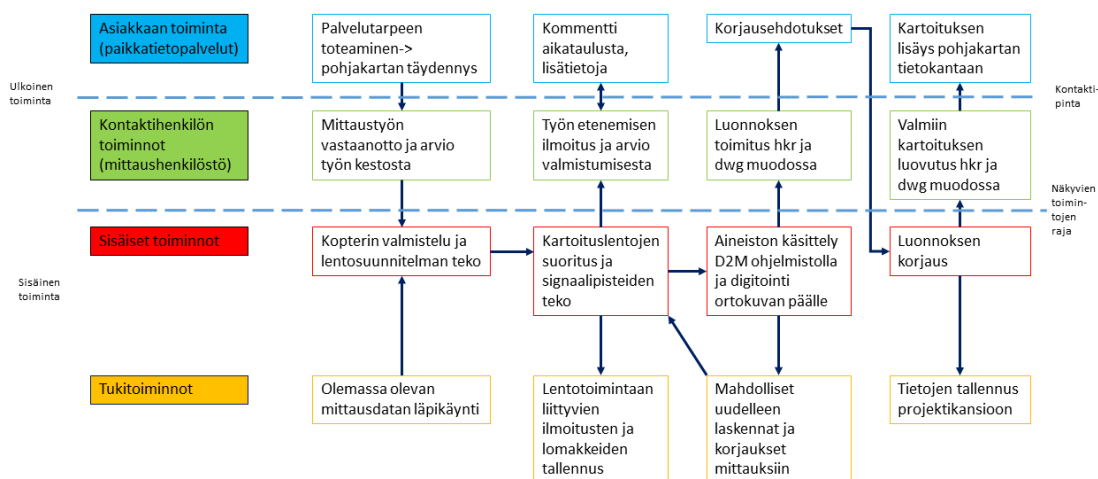 Asiakkaan toiminta
(paikkatietopalvelut)
Palvelutarpeen
toteaminen->
pohjakartan täydennys
Kommentti
aikataulusta,
lisätietoja
Korjausehdotukset
Kartoituksen
lisäys pohjakartan
tietokantaan
Ulkoinen
toiminta
Kontakti-
pinta
Kontaktihenkilön
toiminnot
(mittaushenkilöstö)
Mittaustyön
vastaanotto ja arvio
työn kestosta
Työn etenemisen
ilmoitus ja arvio
valmistumisesta
Luonnoksen
toimitus hkr ja
dwg muodossa
Valmiin
kartoituksen
luovutus hkr ja
dwg muodossa
Näkyvien
toimin-
tojen
raja
Sisäiset toiminnot
Kopterin valmistelu ja
lentosuunnitelman teko
Kartoituslentojen
suoritus ja
signaalipisteiden
teko
Aineiston käsittely
D2M ohjelmistolla
ja digitointi
ortokuvan päälle
Luonnoksen
korjaus
Sisäinen
toiminta
Tukitoiminnot
Olemassa olevan
mittausdatan läpikäynti
Lentotoimintaan
liittyvien
ilmoitusten ja
lomakkeiden
tallennus
Mahdolliset
uudelleen
laskennat ja
korjaukset
mittauksiin
Tietojen tallennus
projektikansioon